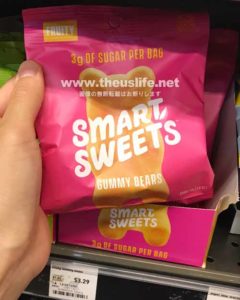 FRUITY
3g OF SUGAR PER BAG
www.theuslife.net
画像の無断転載はお断りします
SMART
SWEETS
GUMMY BEARS
SMART
SWEETS
3g OF SUGAR PER BAG
$3.29